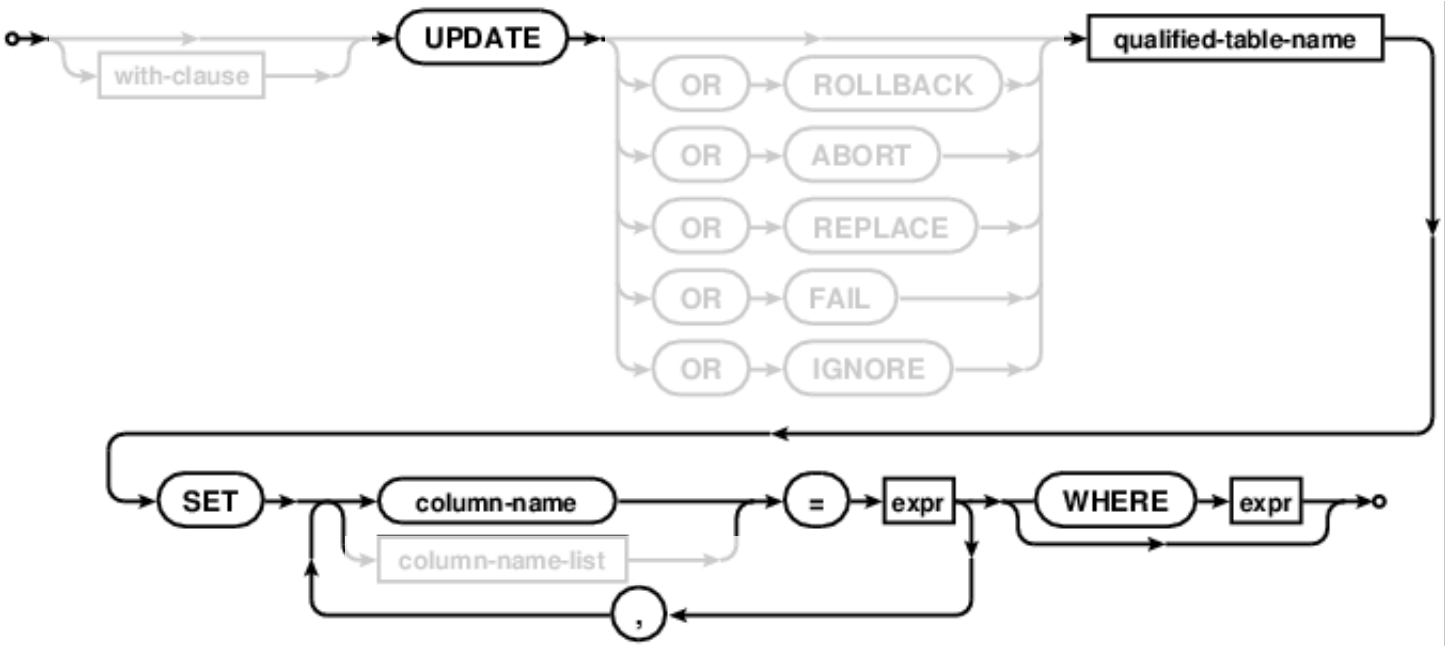 UPDATE qualified-table-name
with-clause
OR ROLLBACK
OR ABORT
OR REPLACE
OR FAIL
OR IGNORE
SET column-name = expr WHERE expr
column-name-list
,